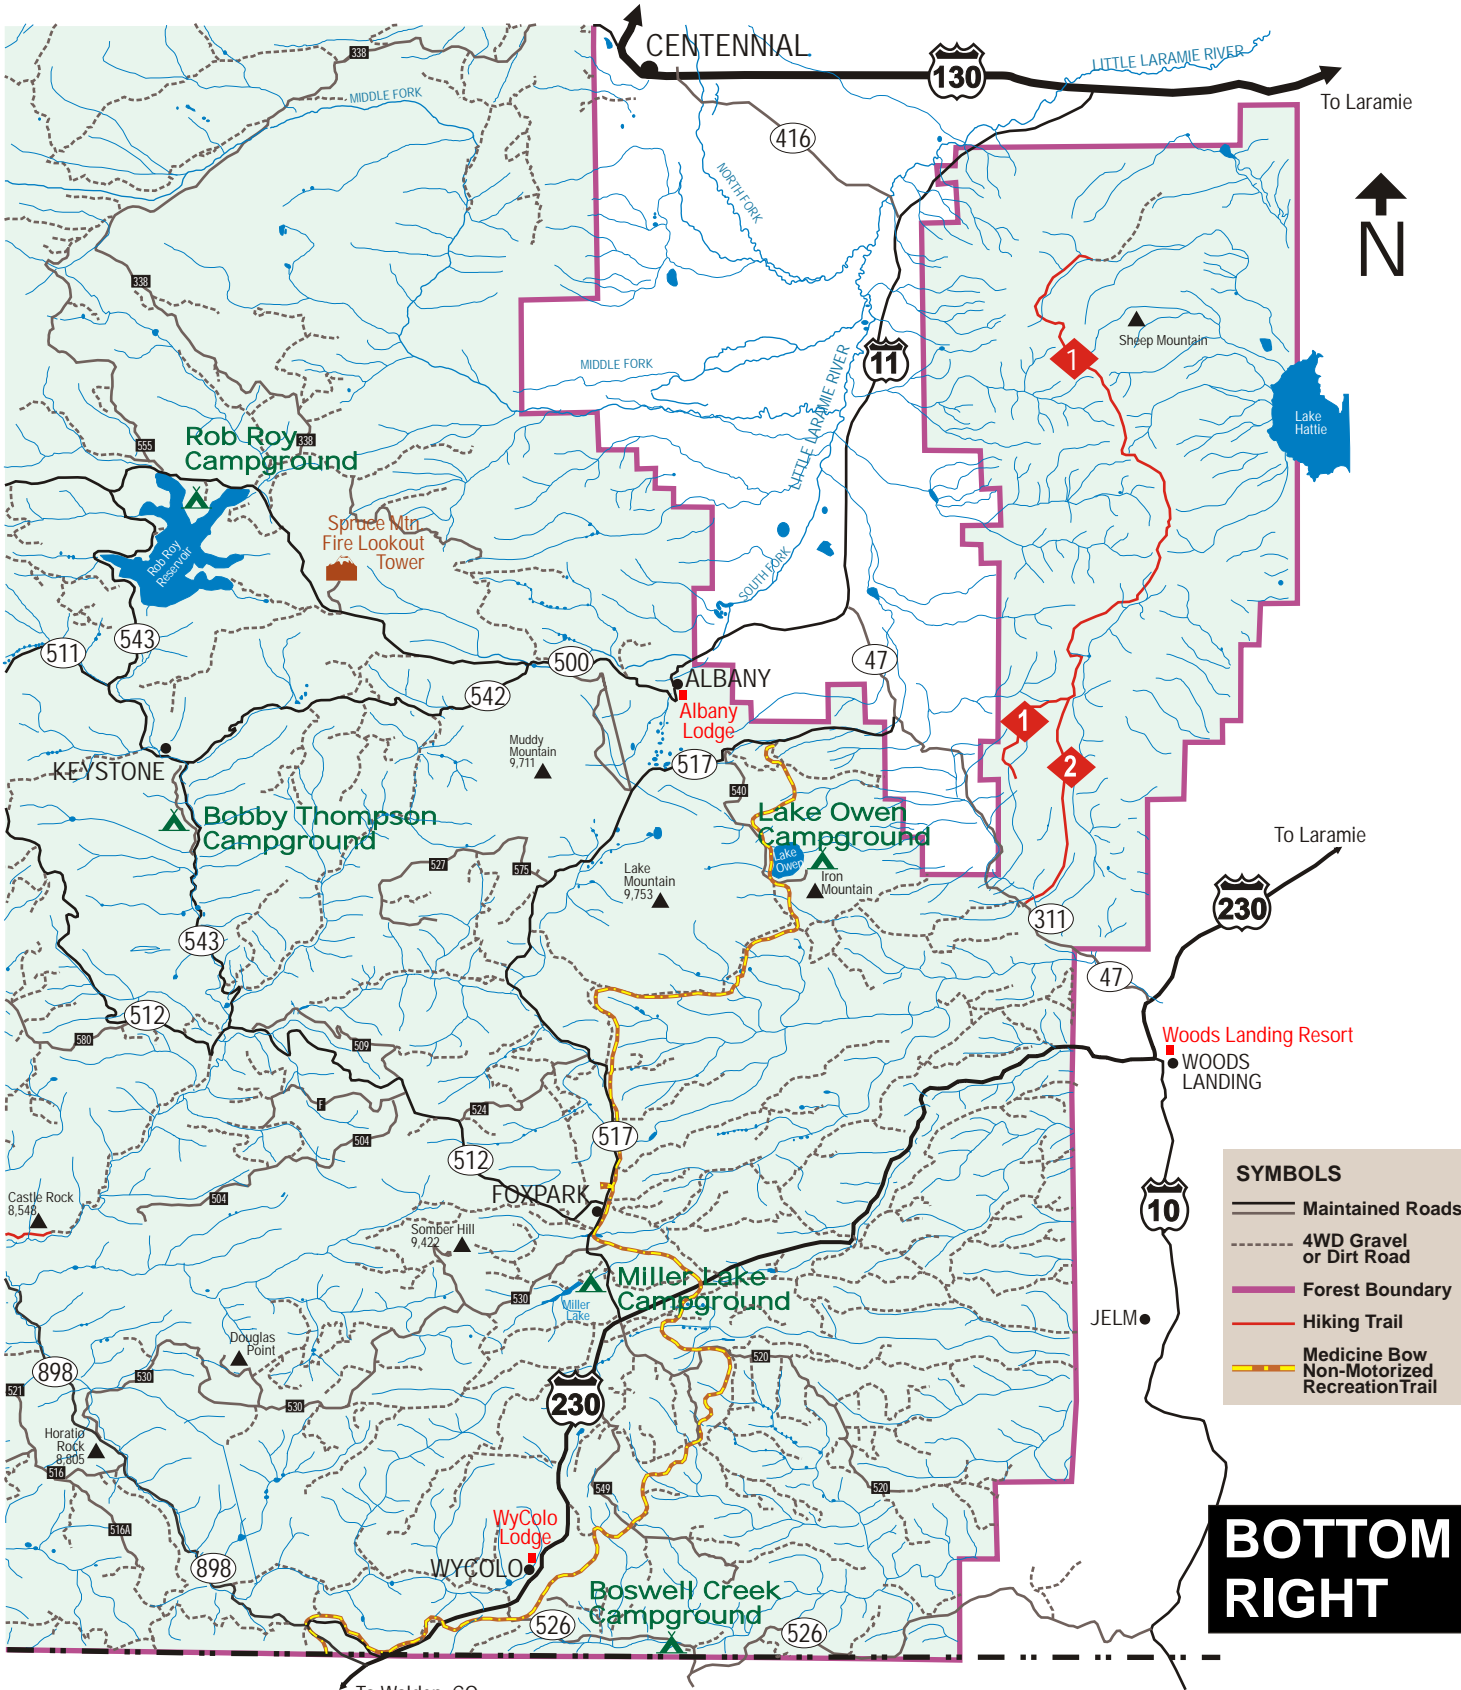 CENTENNIAL
130
LITTLE LARAMIE RIVER
To Laramie
338
MIDDLE FORK
416
NORTH FORK
N
338
Sheep Mountain
1
11
MIDDLE FORK
LITTLE LARAMIE RIVER
Lake
Hattie
555
Rob Roy
Campground
338
Rob Roy
Reservoir
Spruce Mtn
Fire Lookout
Tower
SOUTH FORK
511
543
500
47
542
ALBANY
Albany
Lodge
1
2
Muddy
Mountain
9,711
517
KEYSTONE
540
Bobby Thompson
Campground
Lake Owen
Campground
Lake
Owen
Iron
Mountain
To Laramie
527
575
Lake
Mountain
9,753
230
311
543
47
512
580
509
Woods Landing Resort
WOODS
LANDING
F
524
504
517
512
504
FOXPARK
Castle Rock
8,548
Somber Hill
9,422
10
SYMBOLS
Maintained Roads
4WD Gravel
or Dirt Road
Forest Boundary
Hiking Trail
Medicine Bow
Non-Motorized
RecreationTrail
Miller Lake
Campground
Miller
Lake
530
JELM
Douglas
Point
520
898
530
521
530
230
Horatio
Rock
8,805
516
549
520
516A
WyColo
Lodge
WYCOLO
898
Boswell Creek
Campground
526
526
BOTTOM
RIGHT
To Walden, CO